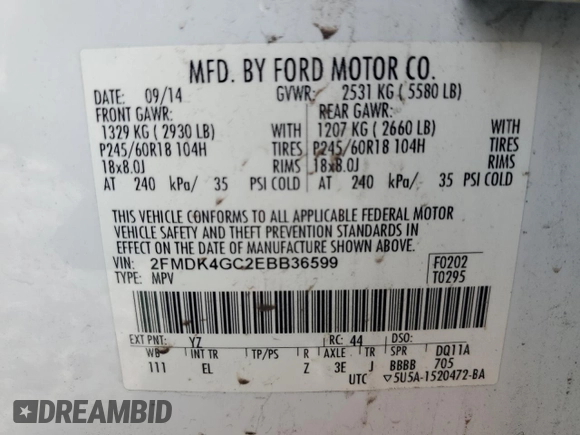 MFD. BY FORD MOTOR CO.
DATE: 09/14 GVWR: 2531 KG ( 5580 LB)
FRONT GAWR: REAR GAWR:
1329 KG ( 2930 LB) WITH 1207 KG ( 2660 LB) WITH
P245/60R18 104H TIRES P245/60R18 104H TIRES
18x8.0J RIMS 18x8.0J RIMS
AT 240 kPa/ 35 PSI COLD AT 240 kPa/ 35 PSI COLD
THIS VEHICLE CONFORMS TO ALL APPLICABLE FEDERAL MOTOR
VEHICLE SAFETY AND THEFT PREVENTION STANDARDS IN
EFFECT ON THE DATE OF MANUFACTURE SHOWN ABOVE.
VIN: 2FMDK4GC2EBB36599 F0202
TYPE: MPV T0295
EXT PNT: YZ RC: 44 DSO:
WB INT TR TP/PS R AXLE TR SPR DQ11A
111 EL Z 3E J BBBB 705
UTC ▽5U5A-1520472-BA
DREAMBID